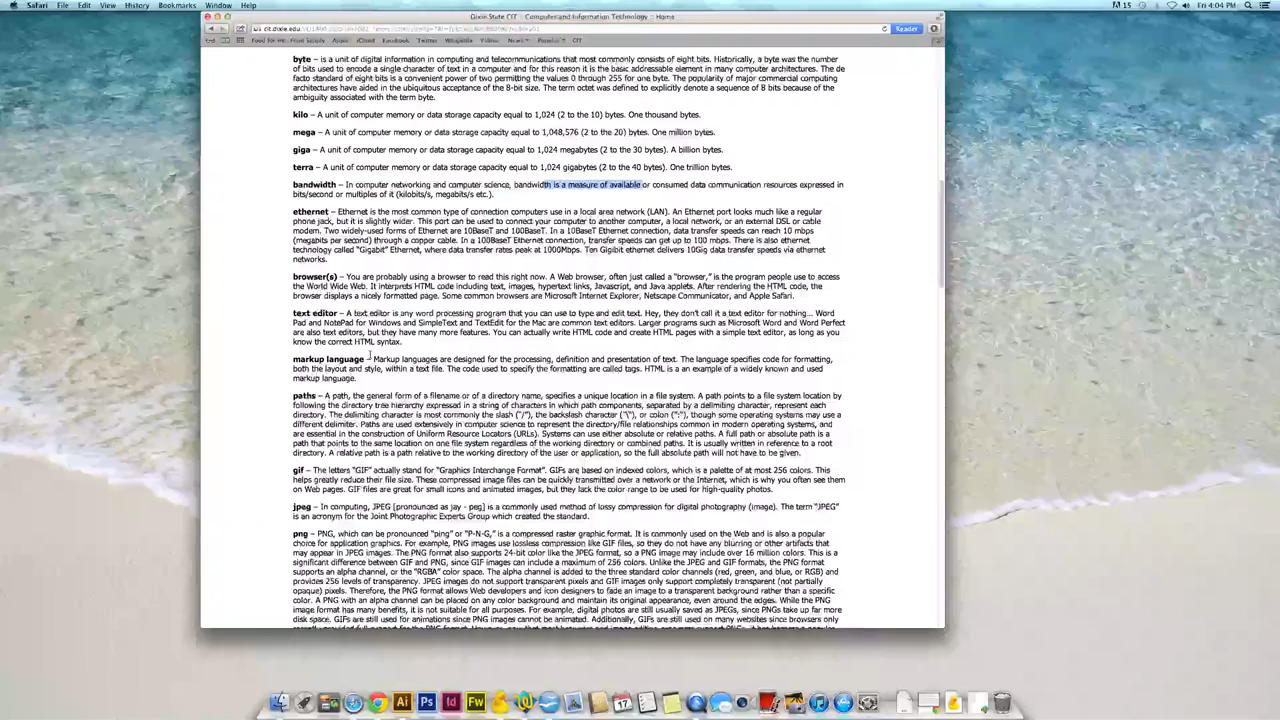 Safari File Edit View History Bookmarks Window Help
15 Fri 4:04 PM
Dixie State CIT : Computer and Information Technology :: Home
cit.dixie.edu
Reader
Food for me: Front Supply Apple iCloud Facebook Twitter Wikipedia News Popular CIT
byte – is a unit of digital information in computing and telecommunications that most commonly consists of eight bits. Historically, a byte was the number
of bits used to encode a single character of text in a computer and for this reason it is the basic addressable element in many computer architectures. The de
facto standard of eight bits is a convenient power of two permitting the values 0 through 255 for one byte. The popularity of major commercial computing
architectures have aided in the ubiquitous acceptance of the 8-bit size. The term octet was defined to explicitly denote a sequence of 8 bits because of the
ambiguity associated with the term byte.
kilo – A unit of computer memory or data storage capacity equal to 1,024 (2 to the 10) bytes. One thousand bytes.
mega – A unit of computer memory or data storage capacity equal to 1,048,576 (2 to the 20) bytes. One million bytes.
giga – A unit of computer memory or data storage capacity equal to 1,024 megabytes (2 to the 30 bytes). A billion bytes.
terra – A unit of computer memory or data storage capacity equal to 1,024 gigabytes (2 to the 40 bytes). One trillion bytes.
bandwidth – In computer networking and computer science, bandwidth is a measure of available or consumed data communication resources expressed in
bits/second or multiples of it (kilobits/s, megabits/s etc.).
ethernet – Ethernet is the most common type of connection computers use in a local area network (LAN). An Ethernet port looks much like a regular
phone jack, but it is slightly wider. This port can be used to connect your computer to another computer, a local network, or an external DSL or cable
modem. Two widely-used forms of Ethernet are 10BaseT and 100BaseT. In a 10BaseT Ethernet connection, data transfer speeds can reach 10 mbps
(megabits per second) through a copper cable. In a 100BaseT Ethernet connection, transfer speeds can get up to 100 mbps. There is also ethernet
technology called "Gigabit" Ethernet, where data transfer rates peak at 1000Mbps. Ten Gigibit ethernet delivers 10Gig data transfer speeds via ethernet
networks.
browser(s) – You are probably using a browser to read this right now. A Web browser, often just called a "browser," is the program people use to access
the World Wide Web. It interprets HTML code including text, images, hypertext links, Javascript, and Java applets. After rendering the HTML code, the
browser displays a nicely formatted page. Some common browsers are Microsoft Internet Explorer, Netscape Communicator, and Apple Safari.
text editor – A text editor is any word processing program that you can use to type and edit text. Hey, they don't call it a text editor for nothing... Word
Pad and NotePad for Windows and SimpleText and TextEdit for the Mac are common text editors. Larger programs such as Microsoft Word and Word Perfect
are also text editors, but they have many more features. You can actually write HTML code and create HTML pages with a simple text editor, as long as you
know the correct HTML syntax.
markup language – Markup languages are designed for the processing, definition and presentation of text. The language specifies code for formatting,
both the layout and style, within a text file. The code used to specify the formatting are called tags. HTML is a an example of a widely known and used
markup language.
paths – A path, the general form of a filename or of a directory name, specifies a unique location in a file system. A path points to a file system location by
following the directory tree hierarchy expressed in a string of characters in which path components, separated by a delimiting character, represent each
directory. The delimiting character is most commonly the slash ("/"), the backslash character ("\"), or colon (":"), though some operating systems may use a
different delimiter. Paths are used extensively in computer science to represent the directory/file relationships common in modern operating systems, and
are essential in the construction of Uniform Resource Locators (URLs). Systems can use either absolute or relative paths. A full path or absolute path is a
path that points to the same location on one file system regardless of the working directory or combined paths. It is usually written in reference to a root
directory. A relative path is a path relative to the working directory of the user or application, so the full absolute path will not have to be given.
gif – The letters "GIF" actually stand for "Graphics Interchange Format". GIFs are based on indexed colors, which is a palette of at most 256 colors. This
helps greatly reduce their file size. These compressed image files can be quickly transmitted over a network or the Internet, which is why you often see them
on Web pages. GIF files are great for small icons and animated images, but they lack the color range to be used for high-quality photos.
jpeg – In computing, JPEG [pronounced as jay - peg] is a commonly used method of lossy compression for digital photography (image). The term "JPEG"
is an acronym for the Joint Photographic Experts Group which created the standard.
png – PNG, which can be pronounced "ping" or "P-N-G," is a compressed raster graphic format. It is commonly used on the Web and is also a popular
choice for application graphics. For example, PNG images use lossless compression like GIF files, so they do not have any blurring or other artifacts that
may appear in JPEG images. The PNG format also supports 24-bit color like the JPEG format, so a PNG image may include over 16 million colors. This is a
significant difference between GIF and PNG, since GIF images can include a maximum of 256 colors. Unlike the JPEG and GIF formats, the PNG format
supports an alpha channel, or the "RGBA" color space. The alpha channel is added to the three standard color channels (red, green, and blue, or RGB) and
provides 256 levels of transparency. JPEG images do not support transparent pixels and GIF images only support completely transparent (not partially
opaque) pixels. Therefore, the PNG format allows Web developers and icon designers to fade an image to a transparent background rather than a specific
color. A PNG with an alpha channel can be placed on any color background and maintain its original appearance, even around the edges. While the PNG
image format has many benefits, it is not suitable for all purposes. For example, digital photos are still usually saved as JPEGs, since PNGs take up far more
disk space. GIFs are still used for animations since PNG images cannot be animated. Additionally, GIFs are still used on many websites since browsers only
Ai Ps Id Fw 17